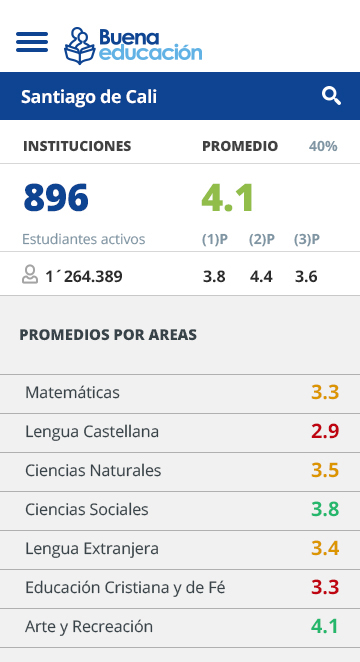 Buena
educación
Santiago de Cali
INSTITUCIONES PROMEDIO 40%
896 4.1
Estudiantes activos (1)P (2)P (3)P
1´264.389 3.8 4.4 3.6
PROMEDIOS POR AREAS
Matemáticas 3.3
Lengua Castellana 2.9
Ciencias Naturales 3.5
Ciencias Sociales 3.8
Lengua Extranjera 3.4
Educación Cristiana y de Fé 3.3
Arte y Recreación 4.1